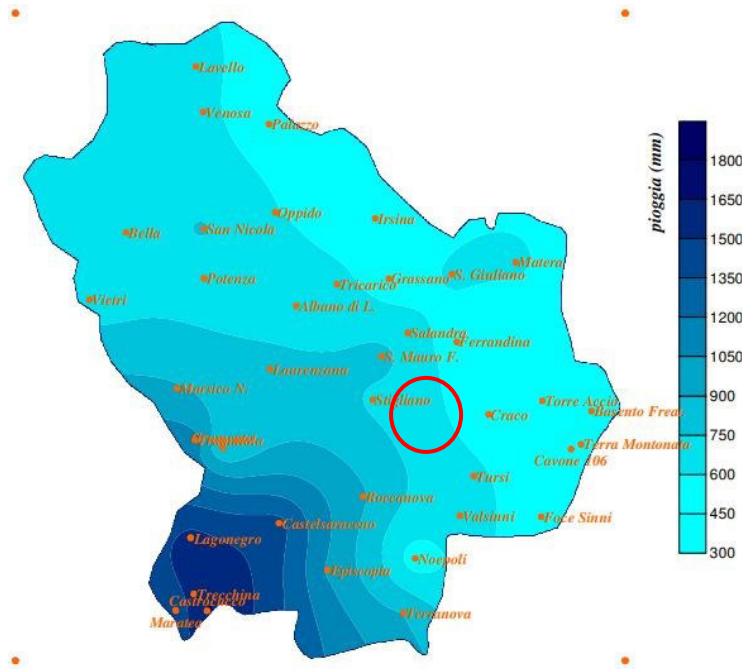 Lavello
Venosa
Palazzo
pioggia (mm)
1800
1650
1500
1350
1200
1050
900
750
600
450
300
Oppido
Irsina
San Nicola
Bella
Matera
S. Giuliano
Potenza
Grassano
Tricarico
Vietri
Albano di L.
Salandra
Ferrandina
S. Mauro F.
Laurenzana
Marsico N.
Stigliano
Torre Accio
Craco
Terra Montonata
Cavone 106
Tursi
Roccanova
Valsinni
Foce Sinni
Castelsaraceno
Lagonegro
Noepoli
Episcopia
Trecchina
Castrocucco
Maratea
Terranova